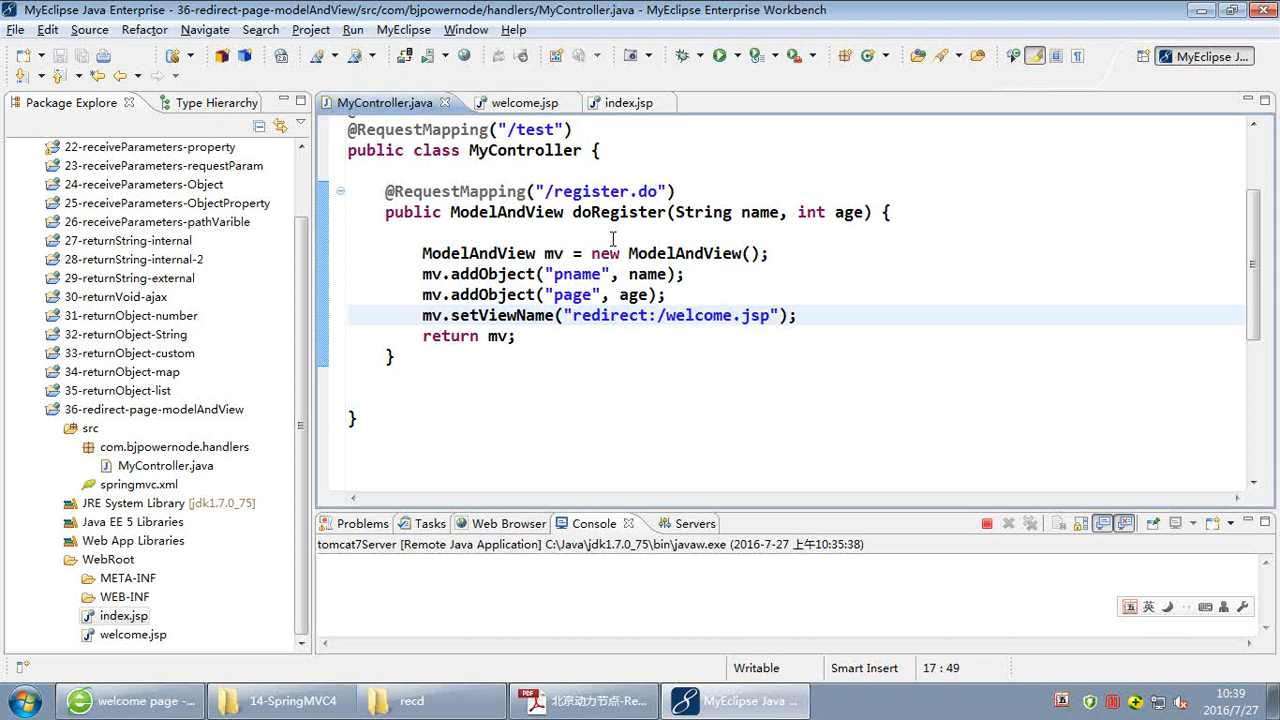 MyEclipse Java Enterprise - 36-redirect-page-modelAndView/src/com/bjpowernode/handlers/MyController.java - MyEclipse Enterprise Workbench
File Edit Source Refactor Navigate Search Project Run MyEclipse Window Help
MyEclipse J...
Package Explore
Type Hierarchy
22-receiveParameters-property
23-receiveParameters-requestParam
24-receiveParameters-Object
25-receiveParameters-ObjectProperty
26-receiveParameters-pathVarible
27-returnString-internal
28-returnString-internal-2
29-returnString-external
30-returnVoid-ajax
31-returnObject-number
32-returnObject-String
33-returnObject-custom
34-returnObject-map
35-returnObject-list
36-redirect-page-modelAndView
src
com.bjpowernode.handlers
MyController.java
springmvc.xml
JRE System Library [jdk1.7.0_75]
Java EE 5 Libraries
Web App Libraries
WebRoot
META-INF
WEB-INF
index.jsp
welcome.jsp
MyController.java welcome.jsp index.jsp
@RequestMapping("/test")
public class MyController {
@RequestMapping("/register.do")
public ModelAndView doRegister(String name, int age) {
ModelAndView mv = new ModelAndView();
mv.addObject("pname", name);
mv.addObject("page", age);
mv.setViewName("redirect:/welcome.jsp");
return mv;
}
}
Problems Tasks Web Browser Console Servers
tomcat7Server [Remote Java Application] C:\Java\jdk1.7.0_75\bin\javaw.exe (2016-7-27 上午10:35:38)
英
Writable Smart Insert 17 : 49
welcome page -... 14-SpringMVC4 recd 北京动力节点-Re... MyEclipse Java ...
10:39
2016/7/27